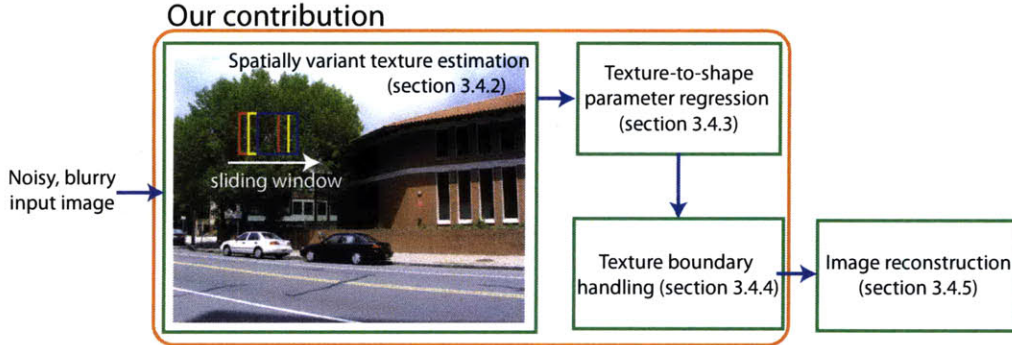 Our contribution
Spatially variant texture estimation
(section 3.4.2)
sliding window
Noisy, blurry
input image
Texture-to-shape
parameter regression
(section 3.4.3)
Texture boundary
handling (section 3.4.4)
Image reconstruction
(section 3.4.5)